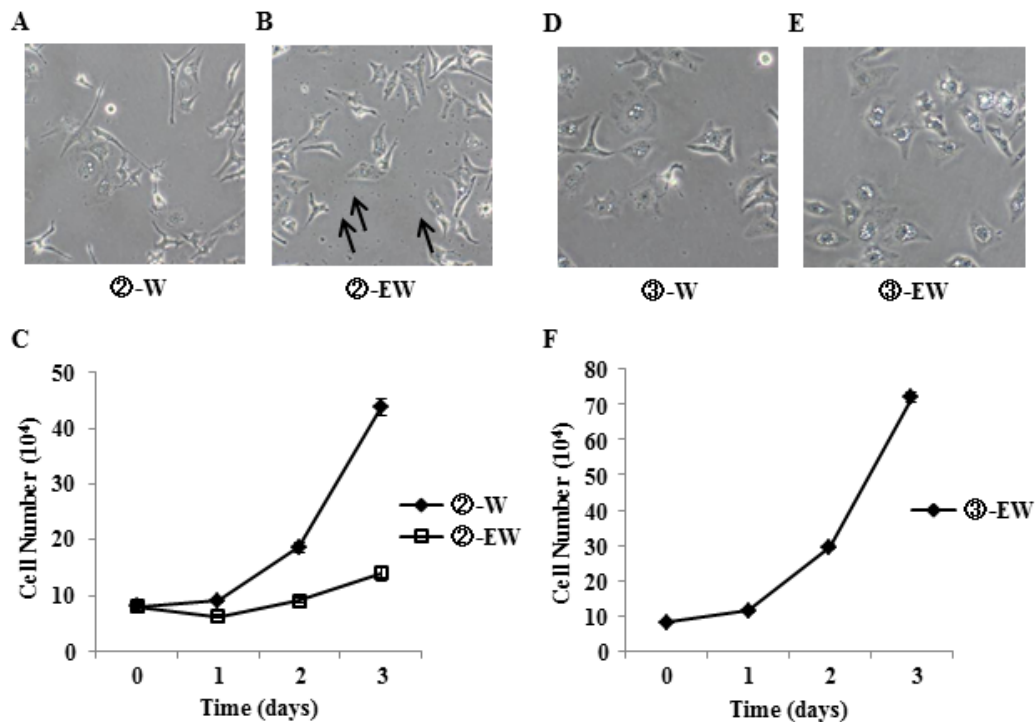 A
B
D
E
②-W
②-EW
③-W
③-EW
C
50
40
30
20
10
0
0 1 2 3
Cell Number (10⁴)
Time (days)
②-W
②-EW
F
80
70
60
50
40
30
20
10
0
0 1 2 3
Cell Number (10⁴)
Time (days)
③-EW